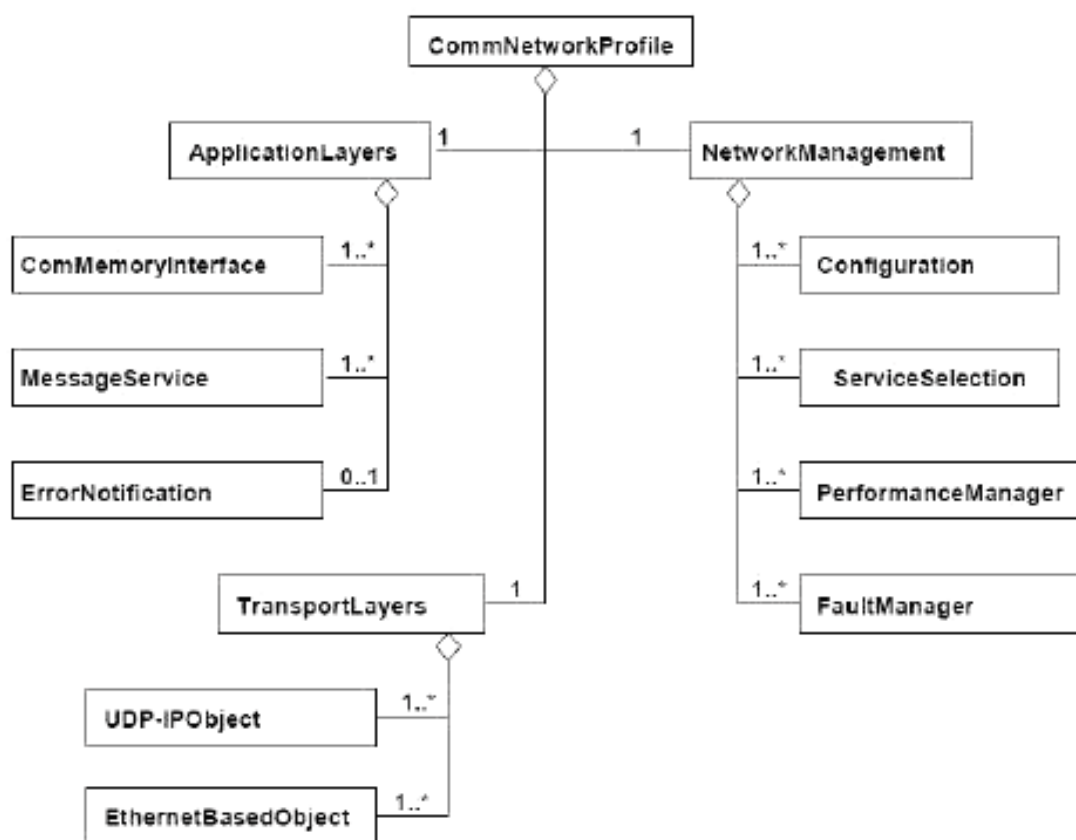 CommNetworkProfile
ApplicationLayers
1
1
NetworkManagement
ComMemoryInterface
1..*
1..*
Configuration
MessageService
1..*
1..*
ServiceSelection
ErrorNotification
0..1
1..*
PerformanceManager
TransportLayers
1
1..*
FaultManager
UDP-IPObject
1..*
EthernetBasedObject
1..*